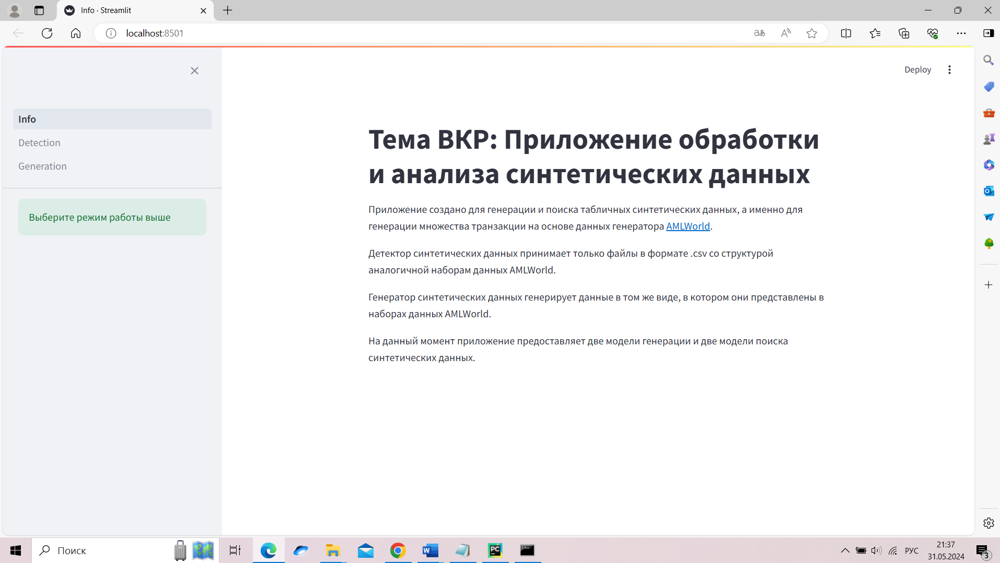 Info · Streamlit
localhost:8501
Deploy
Info
Detection
Generation
Выберите режим работы выше
Тема ВКР: Приложение обработки
и анализа синтетических данных
Приложение создано для генерации и поиска табличных синтетических данных, а именно для
генерации множества транзакции на основе данных генератора AMLWorld.
Детектор синтетических данных принимает только файлы в формате .csv со структурой
аналогичной наборам данных AMLWorld.
Генератор синтетических данных генерирует данные в том же виде, в котором они представлены в
наборах данных AMLWorld.
На данный момент приложение предоставляет две модели генерации и две модели поиска
синтетических данных.
Поиск
РУС
21:37
31.05.2024
3